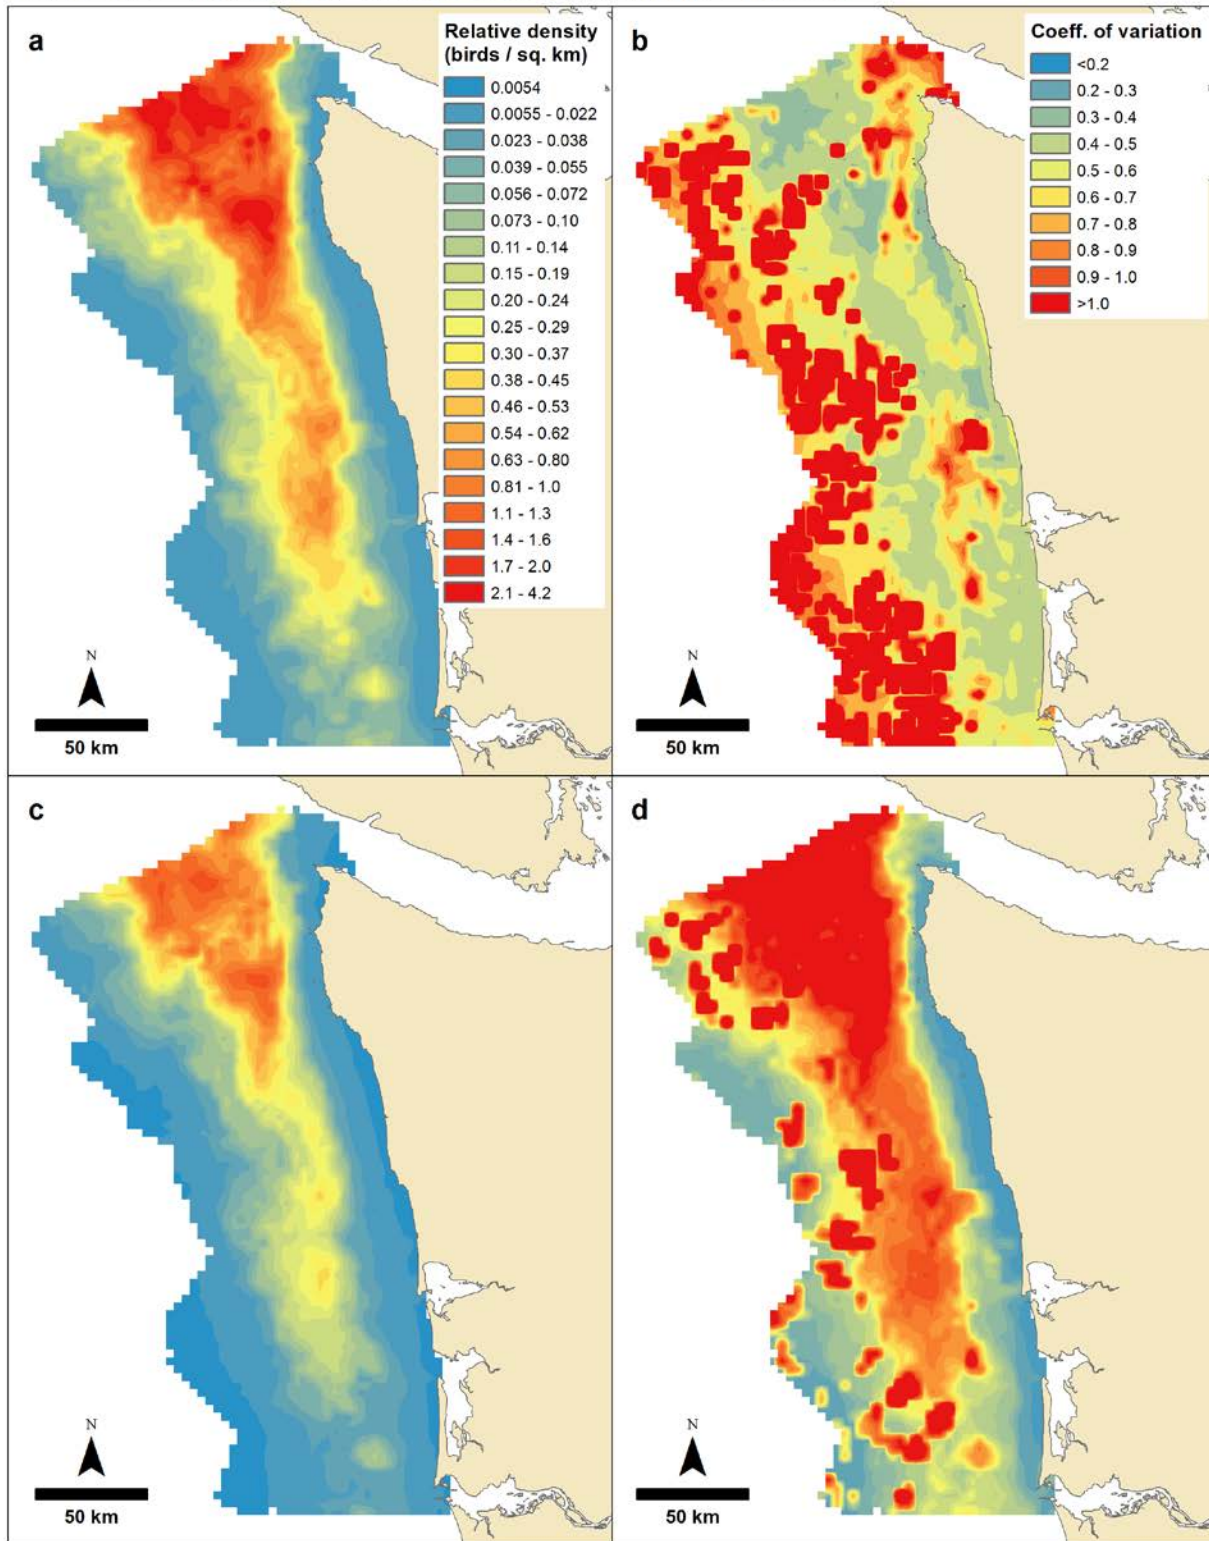 a
Relative density
(birds / sq. km)
0.0054
0.0055 - 0.022
0.023 - 0.038
0.039 - 0.055
0.056 - 0.072
0.073 - 0.10
0.11 - 0.14
0.15 - 0.19
0.20 - 0.24
0.25 - 0.29
0.30 - 0.37
0.38 - 0.45
0.46 - 0.53
0.54 - 0.62
0.63 - 0.80
0.81 - 1.0
1.1 - 1.3
1.4 - 1.6
1.7 - 2.0
2.1 - 4.2
N
50 km
b
Coeff. of variation
<0.2
0.2 - 0.3
0.3 - 0.4
0.4 - 0.5
0.5 - 0.6
0.6 - 0.7
0.7 - 0.8
0.8 - 0.9
0.9 - 1.0
>1.0
N
50 km
c
N
50 km
d
N
50 km